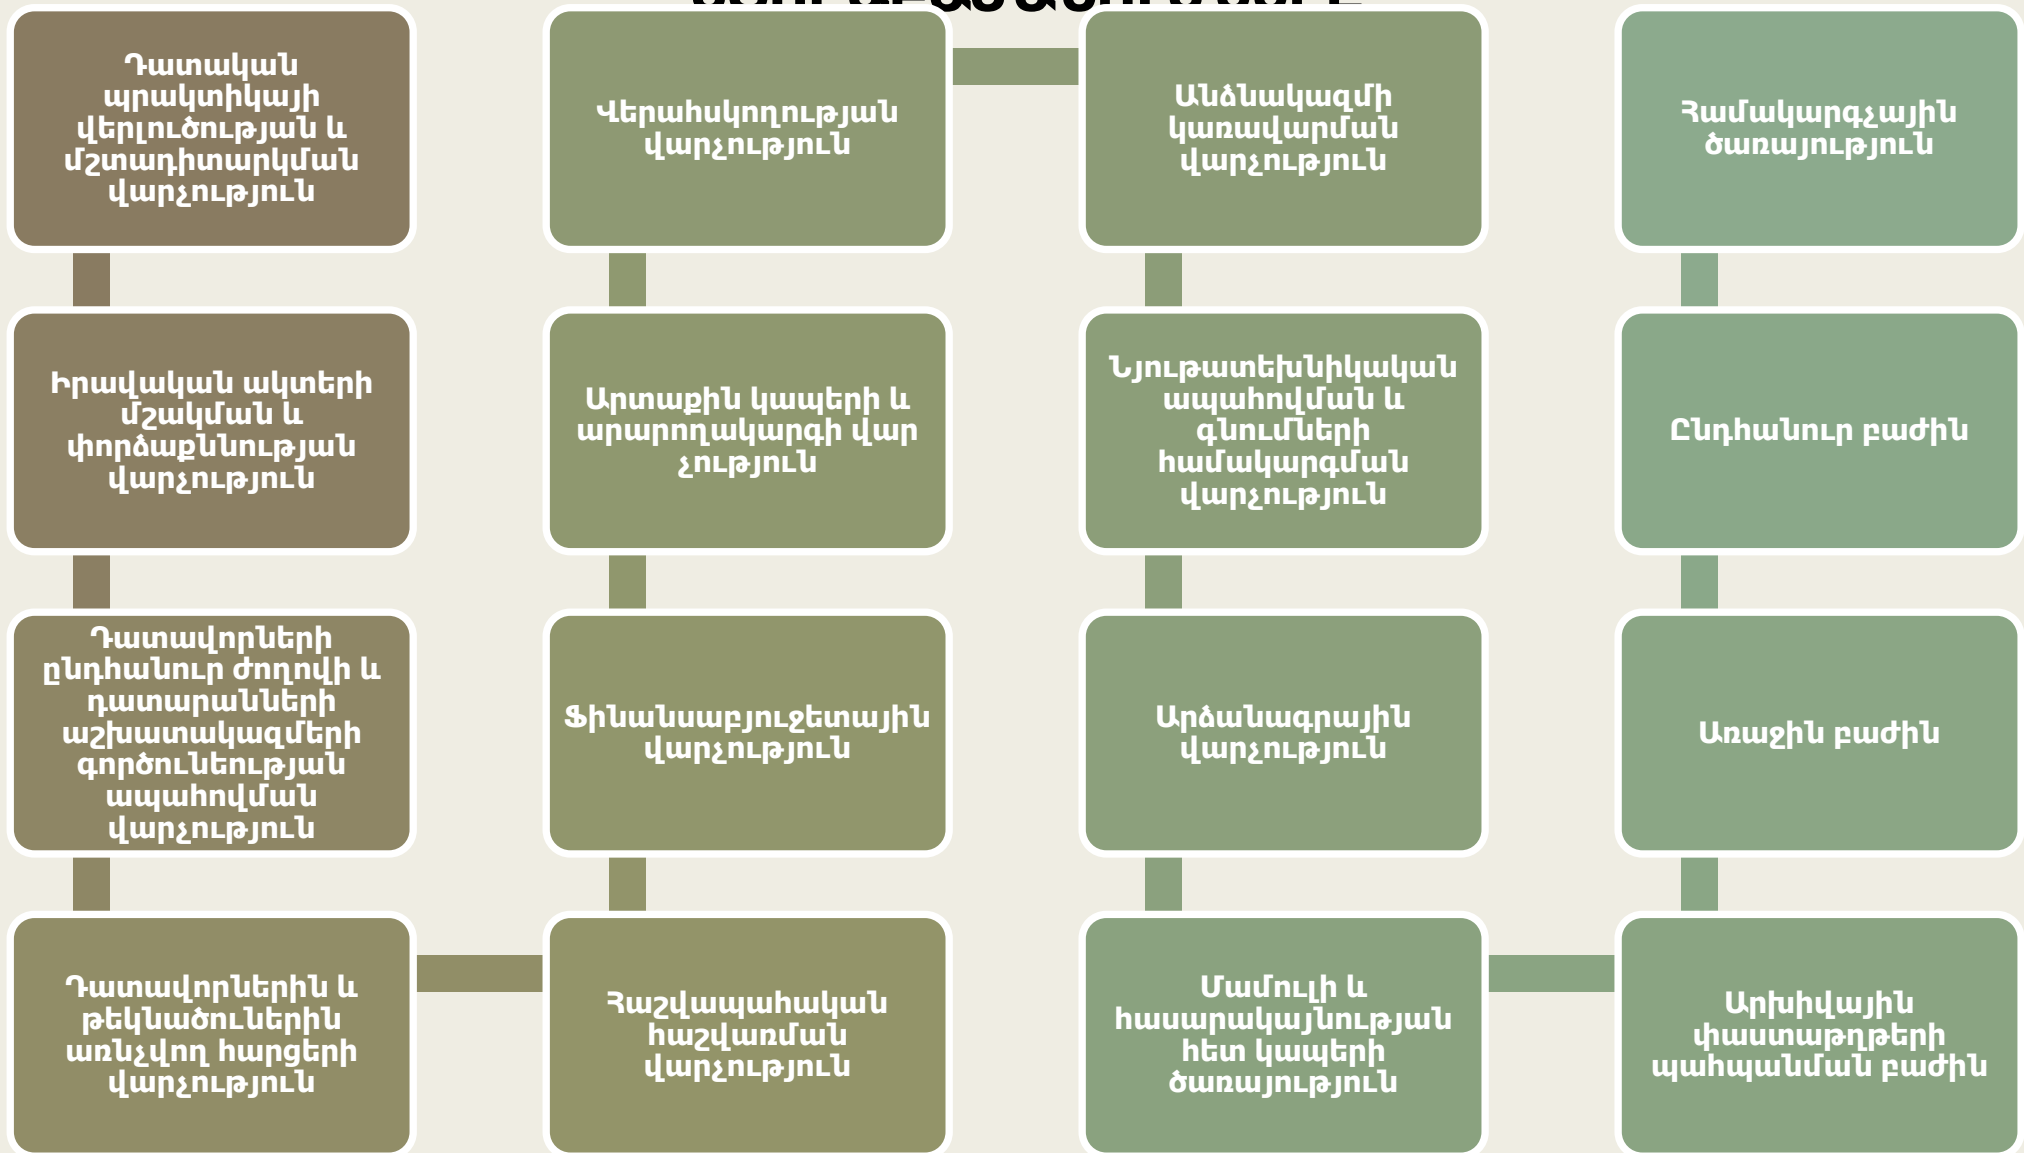 Դատական
պրակտիկայի
վերլուծության և
մշտադիտարկման
վարչություն
Իրավական ակտերի
մշակման և
փորձաքննության
վարչություն
Դատավորների
ընդհանուր ժողովի և
դատարանների
աշխատակազմերի
գործունեության
ապահովման
վարչություն
Դատավորներին և
թեկնածուներին
առնչվող հարցերի
վարչություն
Հաշվապահական
հաշվառման
վարչություն
Ֆինանսաբյուջետային
վարչություն
Արտաքին կապերի և
արարողակարգի վար
չություն
Վերահսկողության
վարչություն
Անձնակազմի
կառավարման
վարչություն
Նյութատեխնիկական
ապահովման և
գնումների
համակարգման
վարչություն
Արձանագրային
վարչություն
Մամուլի և
հասարակայնության
հետ կապերի
ծառայություն
Արխիվային
փաստաթղթերի
պահպանման բաժին
Առաջին բաժին
Ընդհանուր բաժին
Համակարգչային
ծառայություն